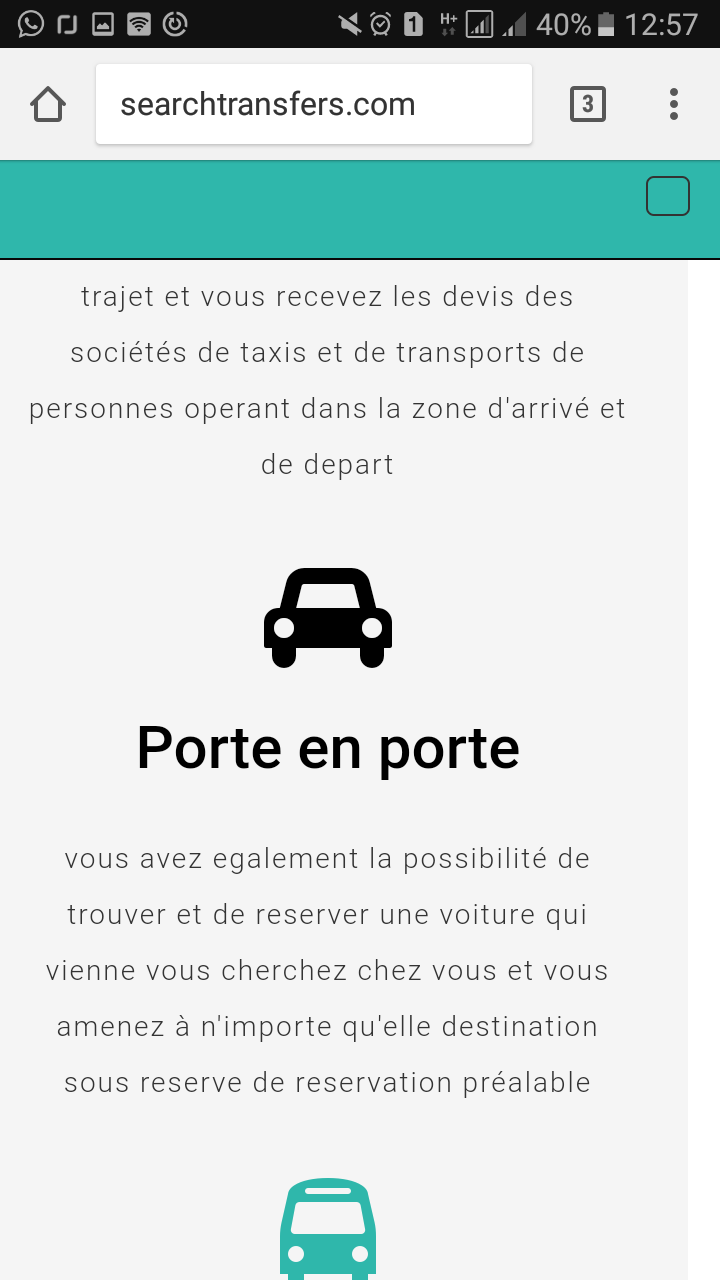 1 H+ 40% 12:57
searchtransfers.com 3
trajet et vous recevez les devis des
sociétés de taxis et de transports de
personnes operant dans la zone d'arrivé et
de depart
Porte en porte
vous avez egalement la possibilité de
trouver et de reserver une voiture qui
vienne vous cherchez chez vous et vous
amenez à n'importe qu'elle destination
sous reserve de reservation préalable